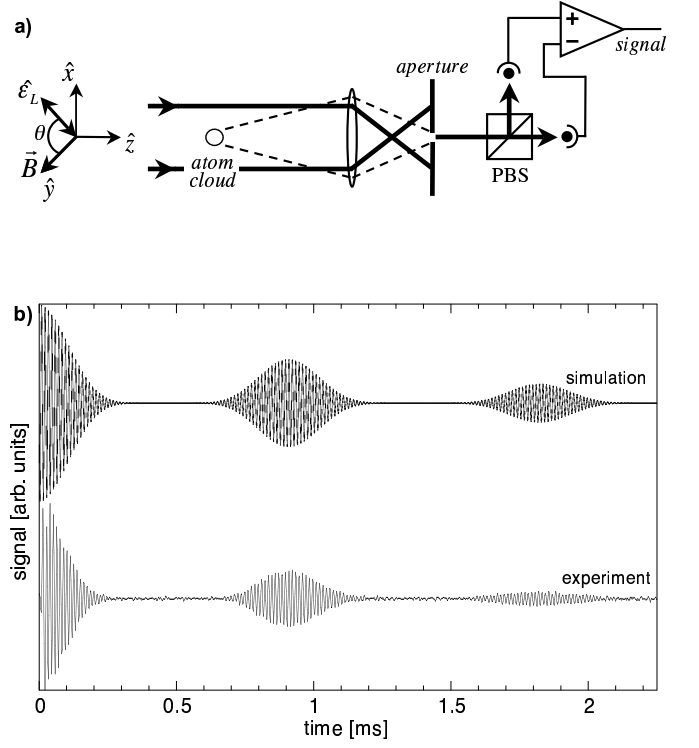 a)
+
−
signal
aperture
x̂
ε̂L
θ
ẑ
B⃗
ŷ
atom
cloud
PBS
b)
simulation
experiment
signal [arb. units]
0 0.5 1 1.5 2
time [ms]